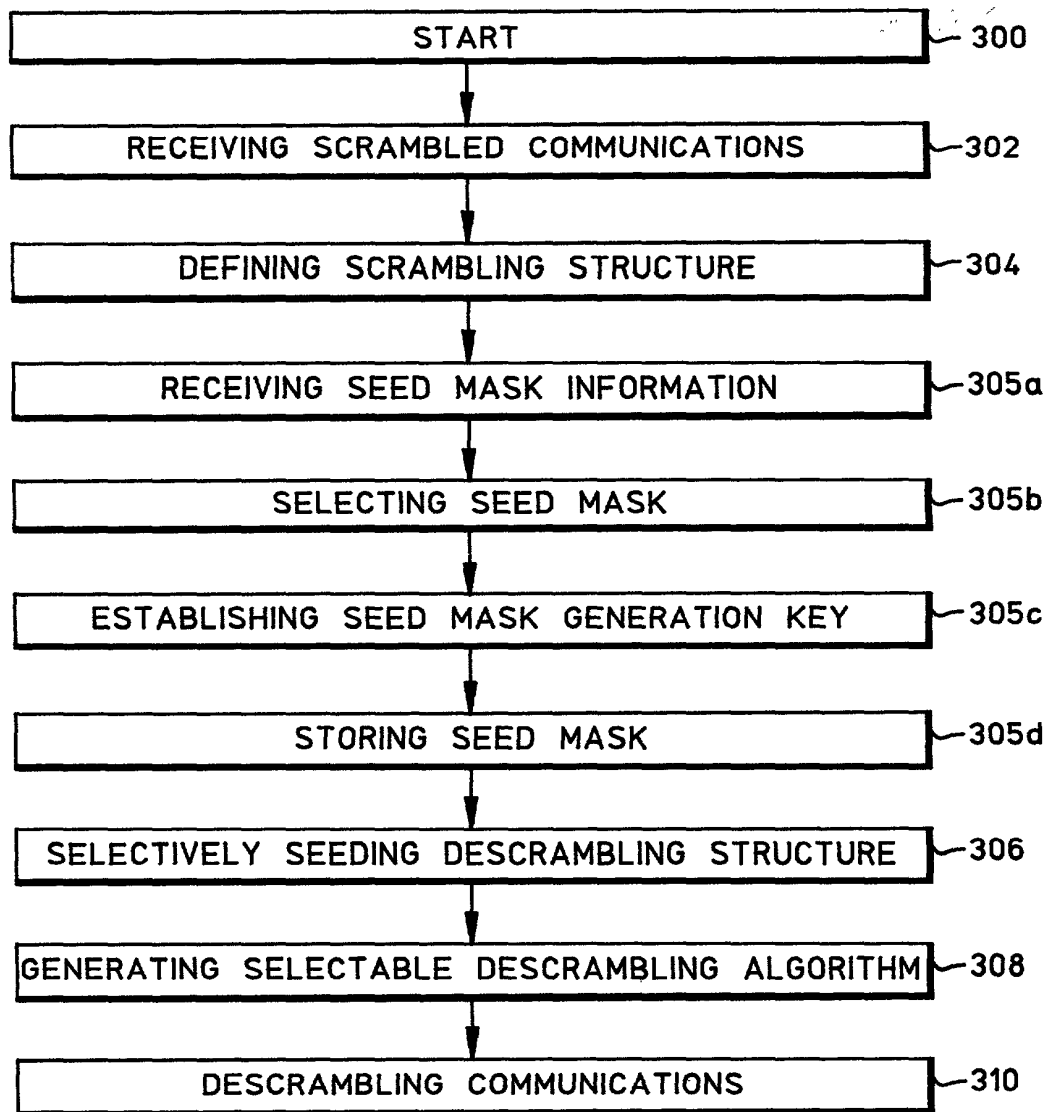 START 300
RECEIVING SCRAMBLED COMMUNICATIONS 302
DEFINING SCRAMBLING STRUCTURE 304
RECEIVING SEED MASK INFORMATION 305a
SELECTING SEED MASK 305b
ESTABLISHING SEED MASK GENERATION KEY 305c
STORING SEED MASK 305d
SELECTIVELY SEEDING DESCRAMBLING STRUCTURE 306
GENERATING SELECTABLE DESCRAMBLING ALGORITHM 308
DESCRAMBLING COMMUNICATIONS 310